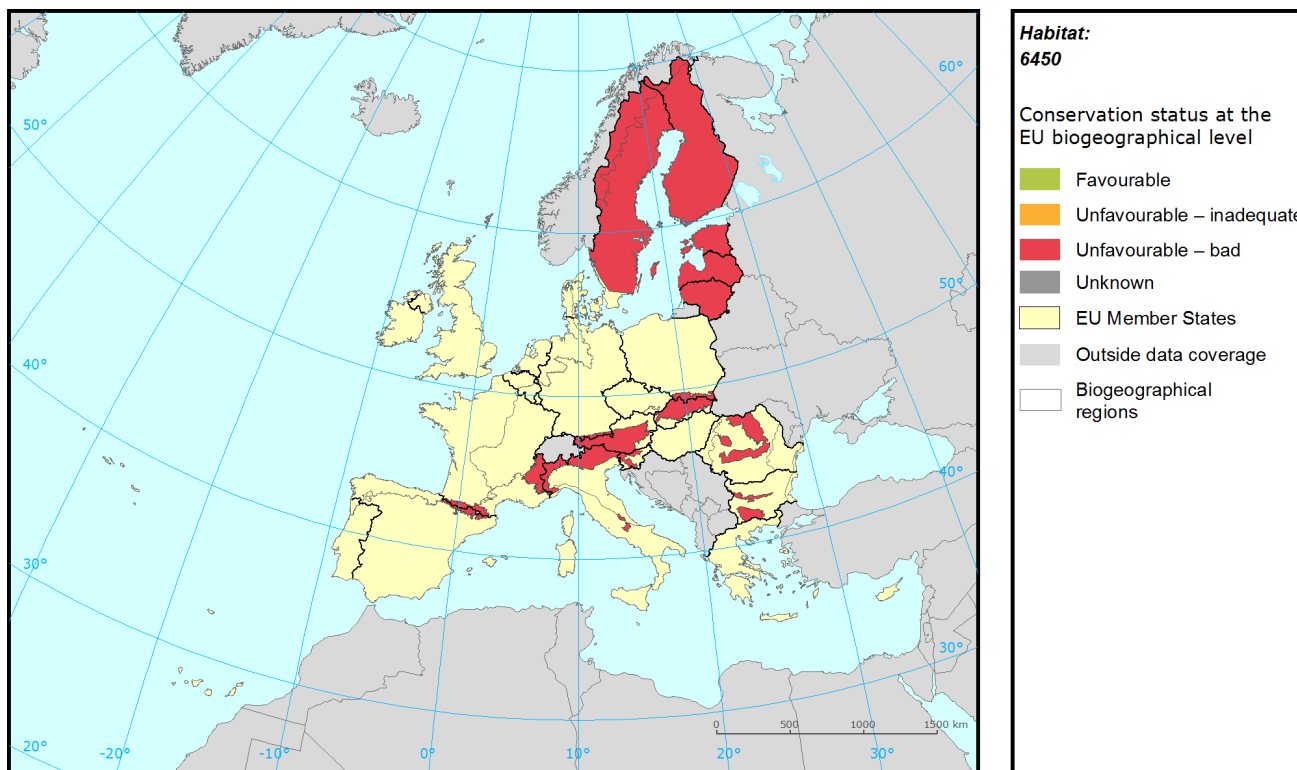 Habitat:
6450
Conservation status at the
EU biogeographical level
Favourable
Unfavourable – inadequate
Unfavourable – bad
Unknown
EU Member States
Outside data coverage
Biogeographical
regions
60°
50°
50°
40°
40°
30°
30°
0 500 1000 1500 km
20° -20° -10° 0° 10° 20° 30°